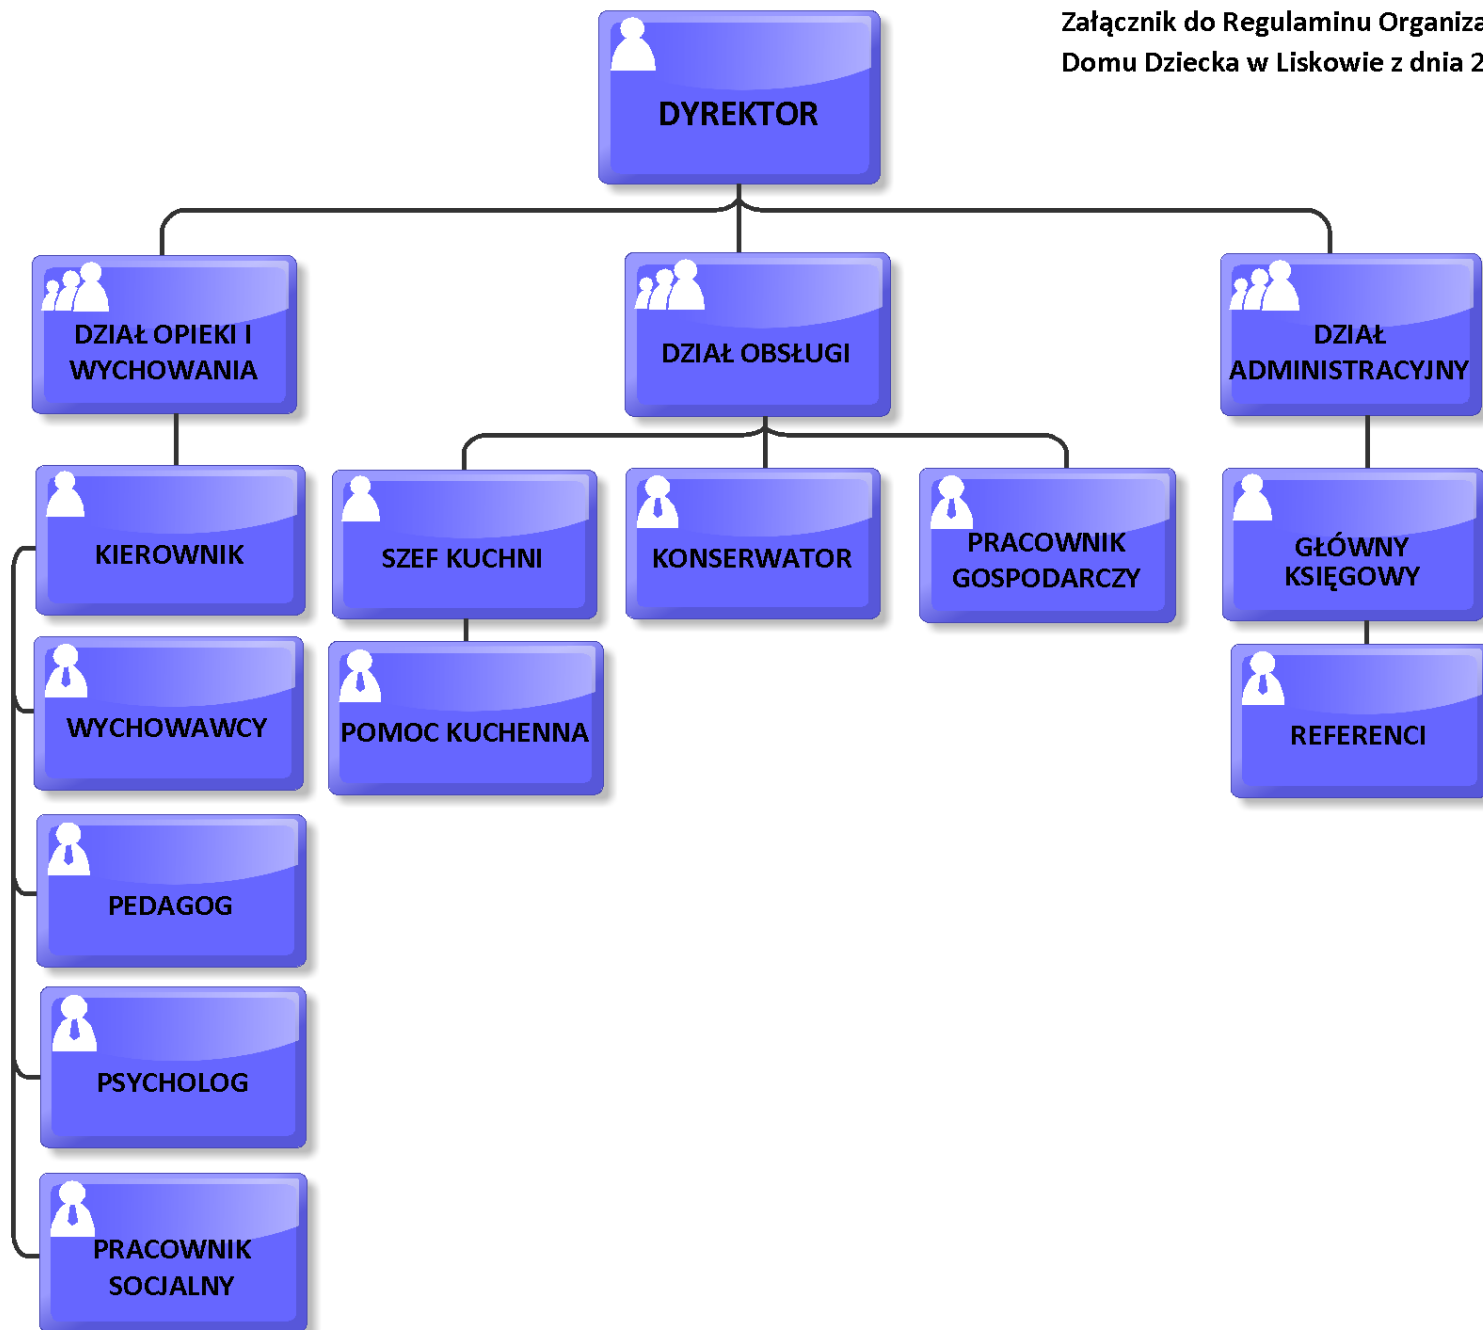 Załącznik do Regulaminu Organiza
Domu Dziecka w Liskowie z dnia 2
DYREKTOR
DZIAŁ OPIEKI I
WYCHOWANIA
DZIAŁ OBSŁUGI
DZIAŁ
ADMINISTRACYJNY
KIEROWNIK
SZEF KUCHNI
KONSERWATOR
PRACOWNIK
GOSPODARCZY
GŁÓWNY
KSIĘGOWY
WYCHOWAWCY
POMOC KUCHENNA
REFERENCI
PEDAGOG
PSYCHOLOG
PRACOWNIK
SOCJALNY